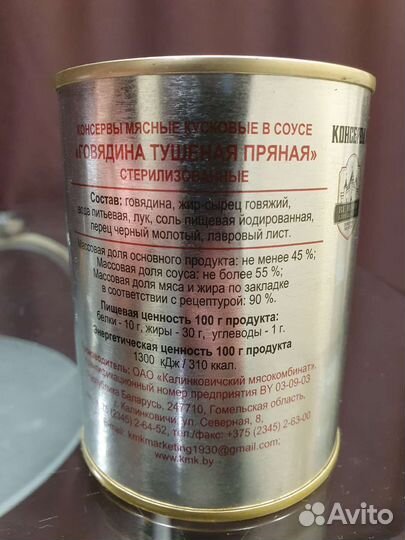 КОНСЕРВЫ МЯСНЫЕ КУСКОВЫЕ В СОУСЕ
«ГОВЯДИНА ТУШЕНАЯ ПРЯНАЯ»
СТЕРИЛИЗОВАННЫЕ
Состав: говядина, жир-сырец говяжий,
вода питьевая, лук, соль пищевая йодированная,
перец черный молотый, лавровый лист.
Массовая доля основного продукта: не менее 45 %;
Массовая доля соуса: не более 55 %;
Массовая доля мяса и жира по закладке
в соответствии с рецептурой: 90 %.
Пищевая ценность 100 г продукта:
белки - 10 г, жиры - 30 г, углеводы - 1 г.
Энергетическая ценность 100 г продукта
1300 кДж / 310 ккал.
производитель: ОАО «Калинковичский мясокомбинат»,
номер предприятия BY 03-09-03
Беларусь, 247710, Гомельская область,
г. Калинковичи, ул. Северная, 8,
(2345) 2-64-52, тел./факс: +375 (2345) 2-63-00
Email: kmkmarketing1930@gmail.com,
www.kmk.by
КОНСЕРВЫ
Avito